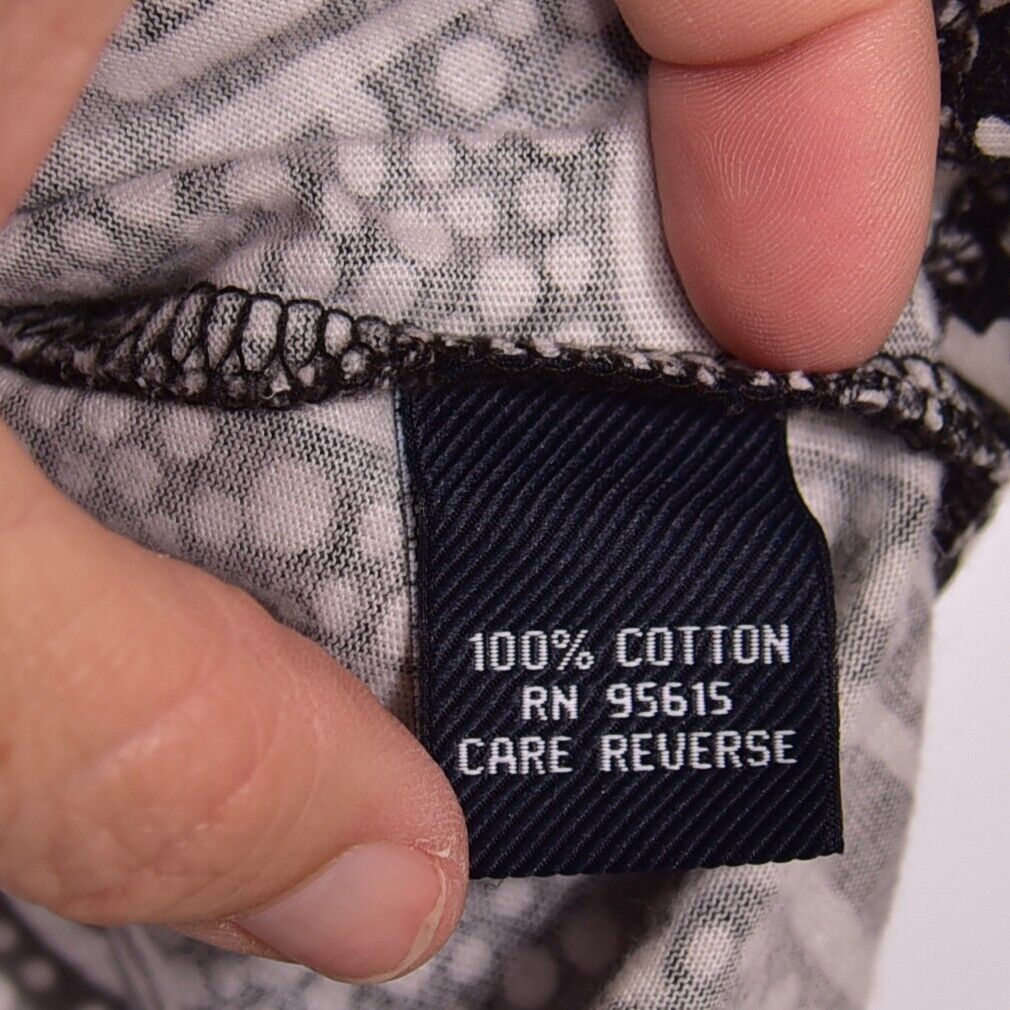 100% COTTON
RN 95615
CARE REVERSE